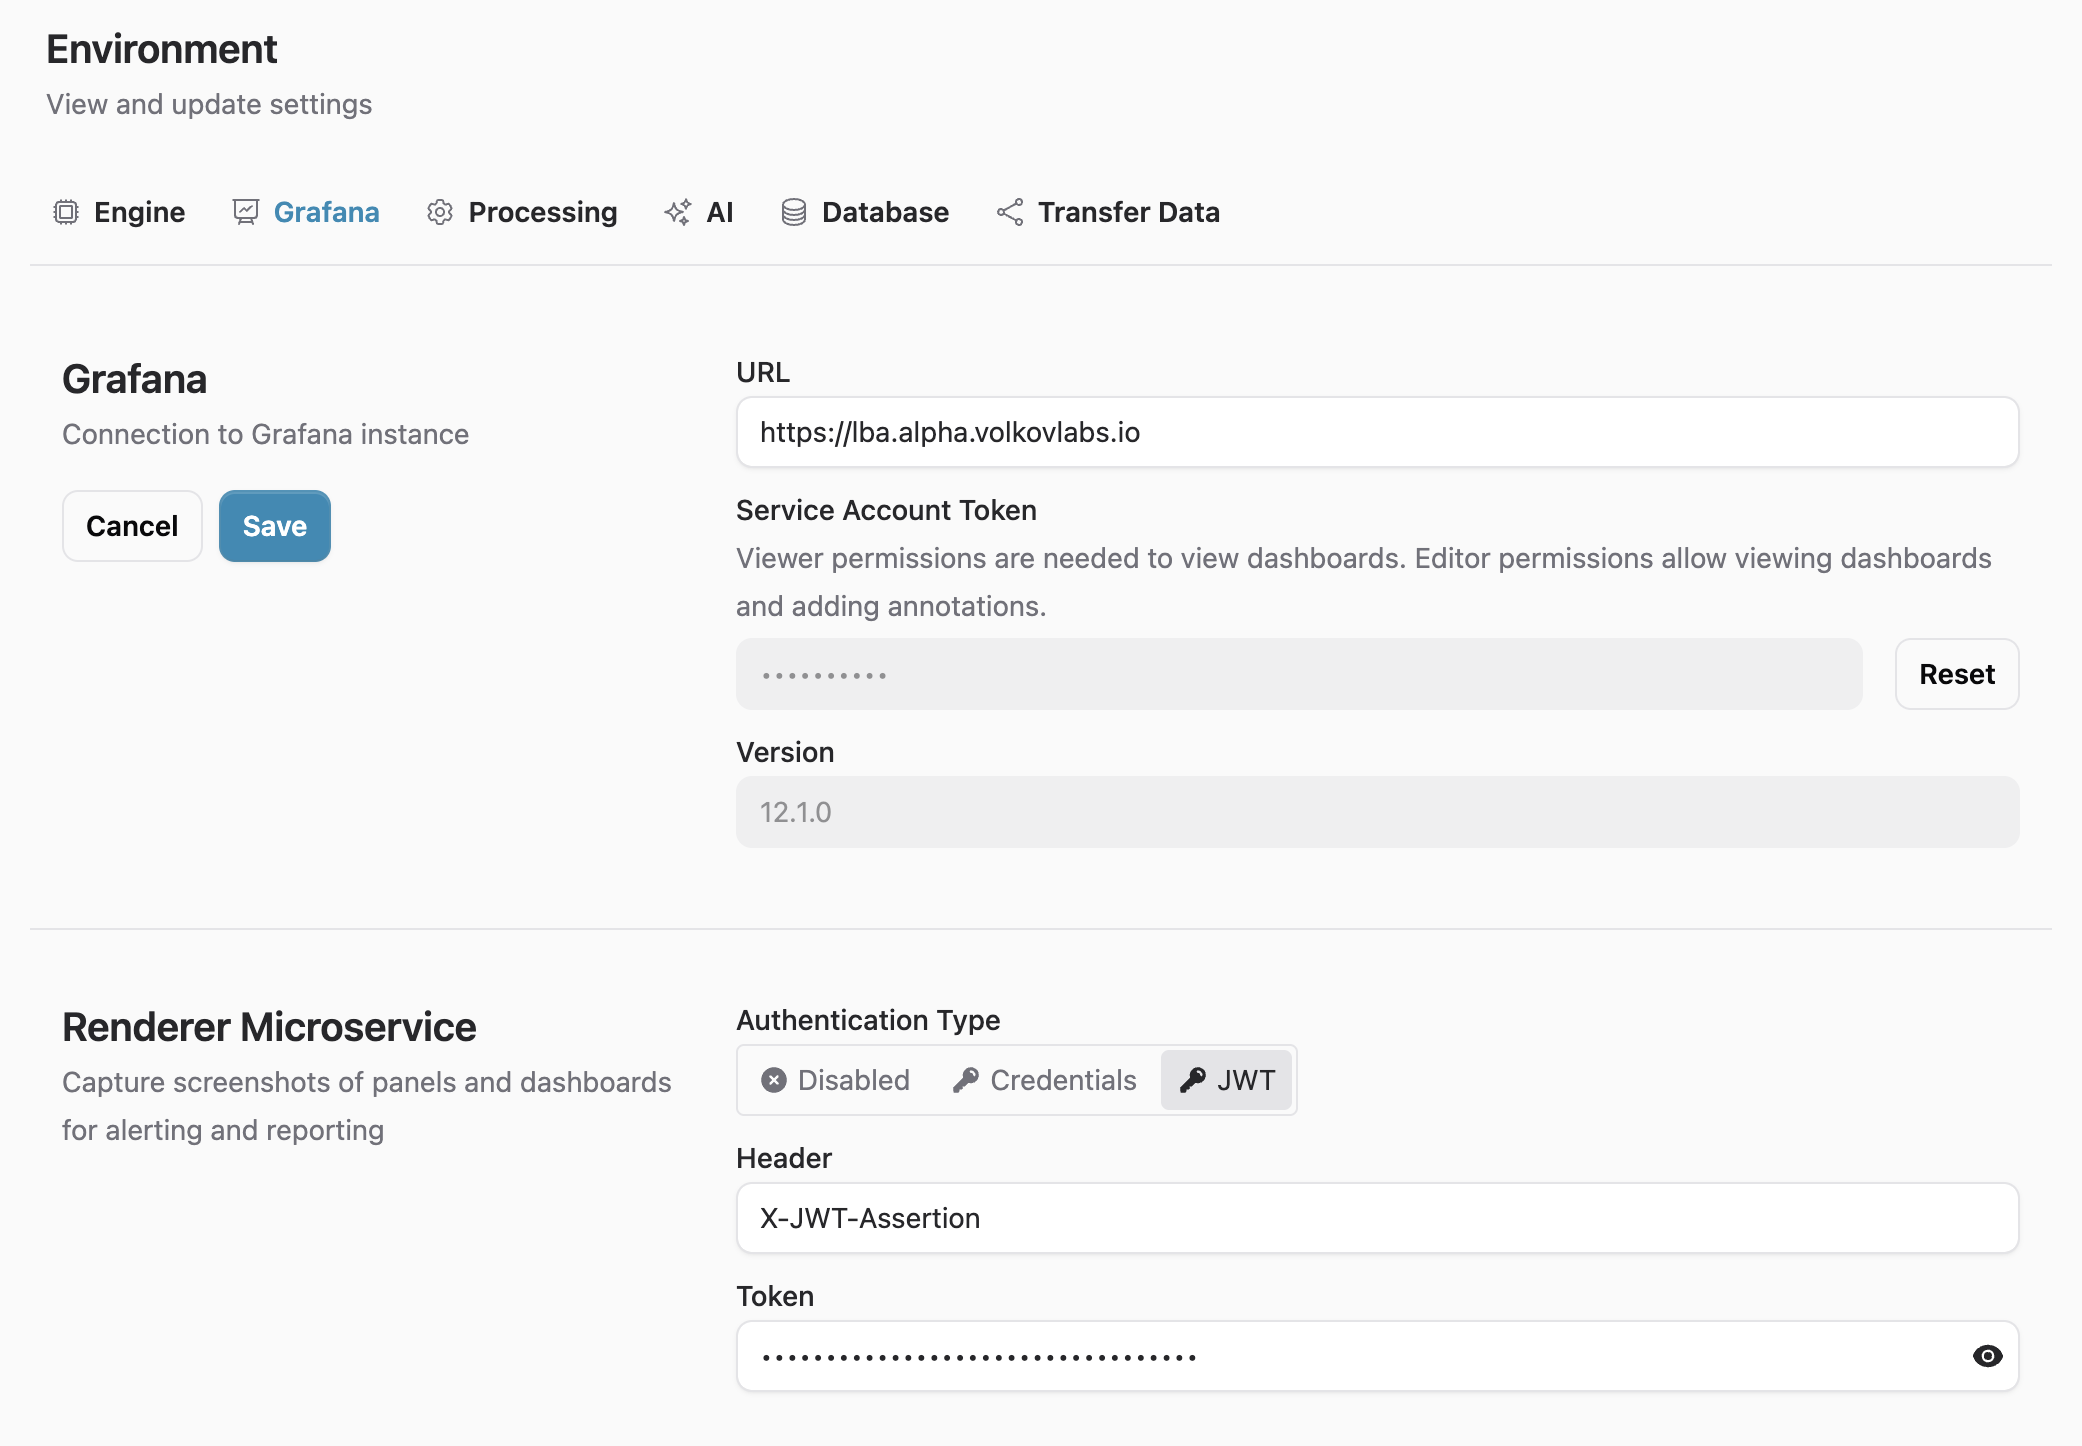 Environment
View and update settings
Engine
Grafana
Processing
AI
Database
Transfer Data
Grafana
Connection to Grafana instance
Cancel
Save
URL
https://lba.alpha.volkovlabs.io
Service Account Token
Viewer permissions are needed to view dashboards. Editor permissions allow viewing dashboards
and adding annotations.
••••••••••
Reset
Version
12.1.0
Renderer Microservice
Capture screenshots of panels and dashboards
for alerting and reporting
Authentication Type
Disabled
Credentials
JWT
Header
X-JWT-Assertion
Token
••••••••••••••••••••••••••••••••••